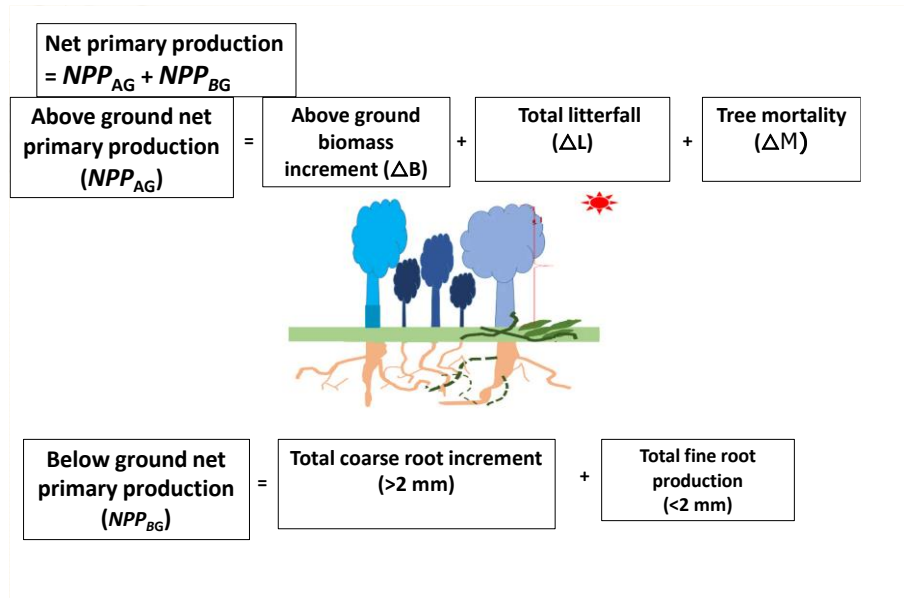 Net primary production
= NPPAG + NPPBG
Above ground net
primary production
(NPPAG)
=
Above ground
biomass
increment (△B)
+
Total litterfall
(△L)
+
Tree mortality
(△M)
Below ground net
primary production
(NPPBG)
=
Total coarse root increment
(>2 mm)
+
Total fine root
production
(<2 mm)